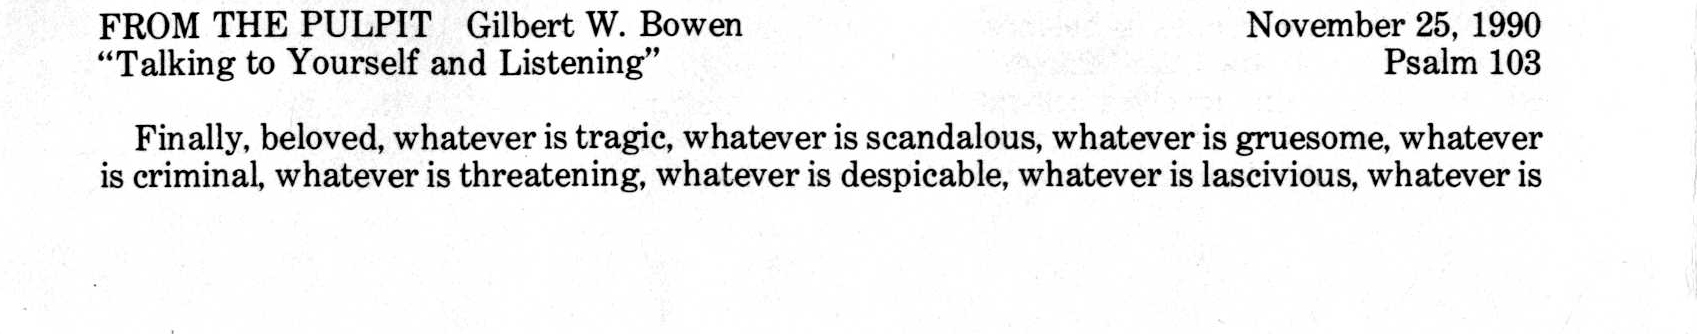 FROM THE PULPIT Gilbert W. Bowen November 25, 1990
“Talking to Yourself and Listening” Psalm 103
Finally, beloved, whatever is tragic, whatever is scandalous, whatever is gruesome, whatever
is criminal, whatever is threatening, whatever is despicable, whatever is lascivious, whatever is